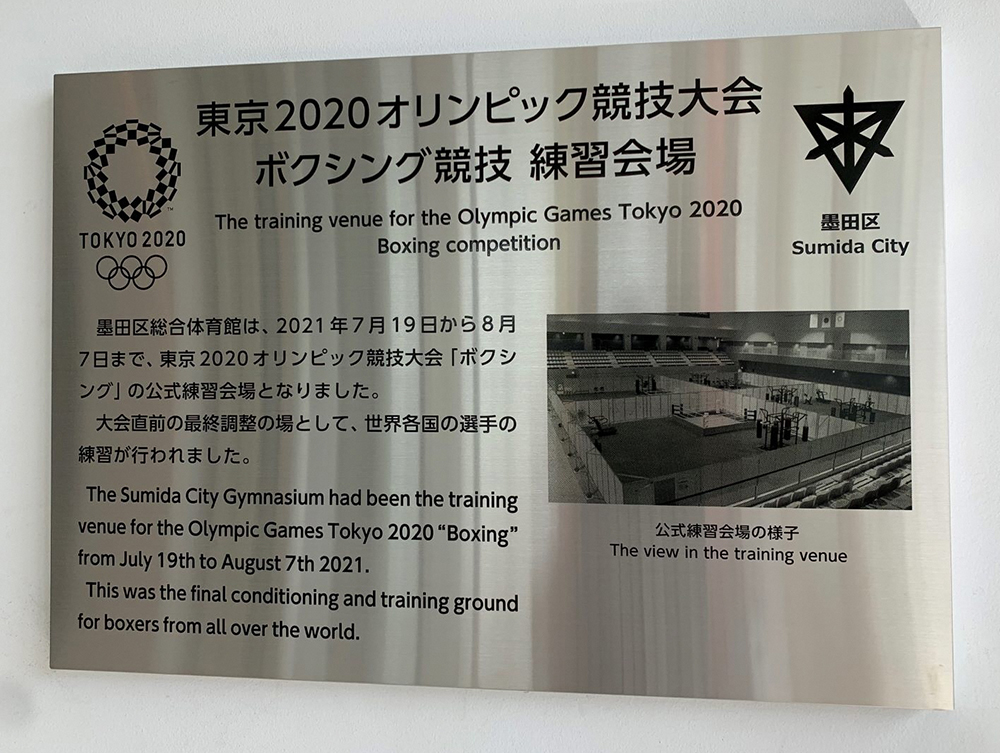 東京2020オリンピック競技大会
ボクシング競技 練習会場
The training venue for the Olympic Games Tokyo 2020
Boxing competition
TOKYO 2020
墨田区
Sumida City
墨田区総合体育館は、2021年7月19日から8月
7日まで、東京2020オリンピック競技大会「ボクシ
ング」の公式練習会場となりました。
大会直前の最終調整の場として、世界各国の選手の
練習が行われました。
The Sumida City Gymnasium had been the training
venue for the Olympic Games Tokyo 2020 “Boxing”
from July 19th to August 7th 2021.
This was the final conditioning and training ground
for boxers from all over the world.
公式練習会場の様子
The view in the training venue